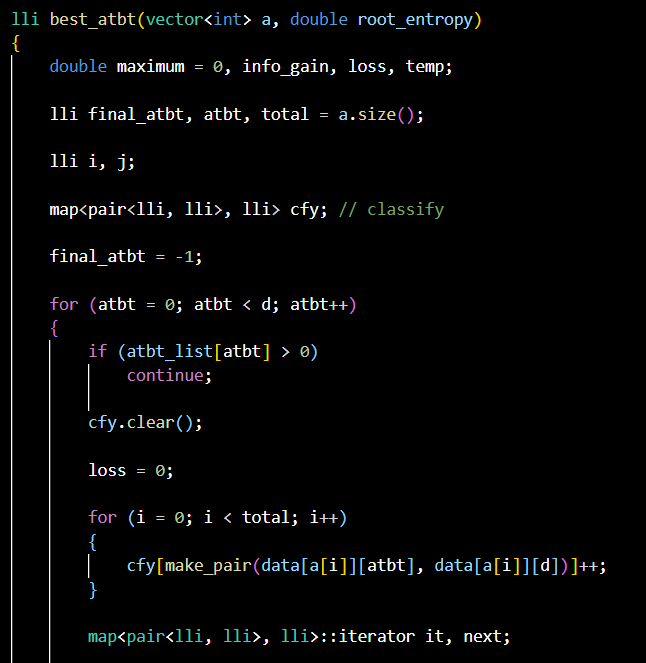 lli best_atbt(vector<int> a, double root_entropy)
{
double maximum = 0, info_gain, loss, temp;
lli final_atbt, atbt, total = a.size();
lli i, j;
map<pair<lli, lli>, lli> cfy; // classify
final_atbt = -1;
for (atbt = 0; atbt < d; atbt++)
{
if (atbt_list[atbt] > 0)
continue;
cfy.clear();
loss = 0;
for (i = 0; i < total; i++)
{
cfy[make_pair(data[a[i]][atbt], data[a[i]][d])]++;
}
map<pair<lli, lli>, lli>::iterator it, next;